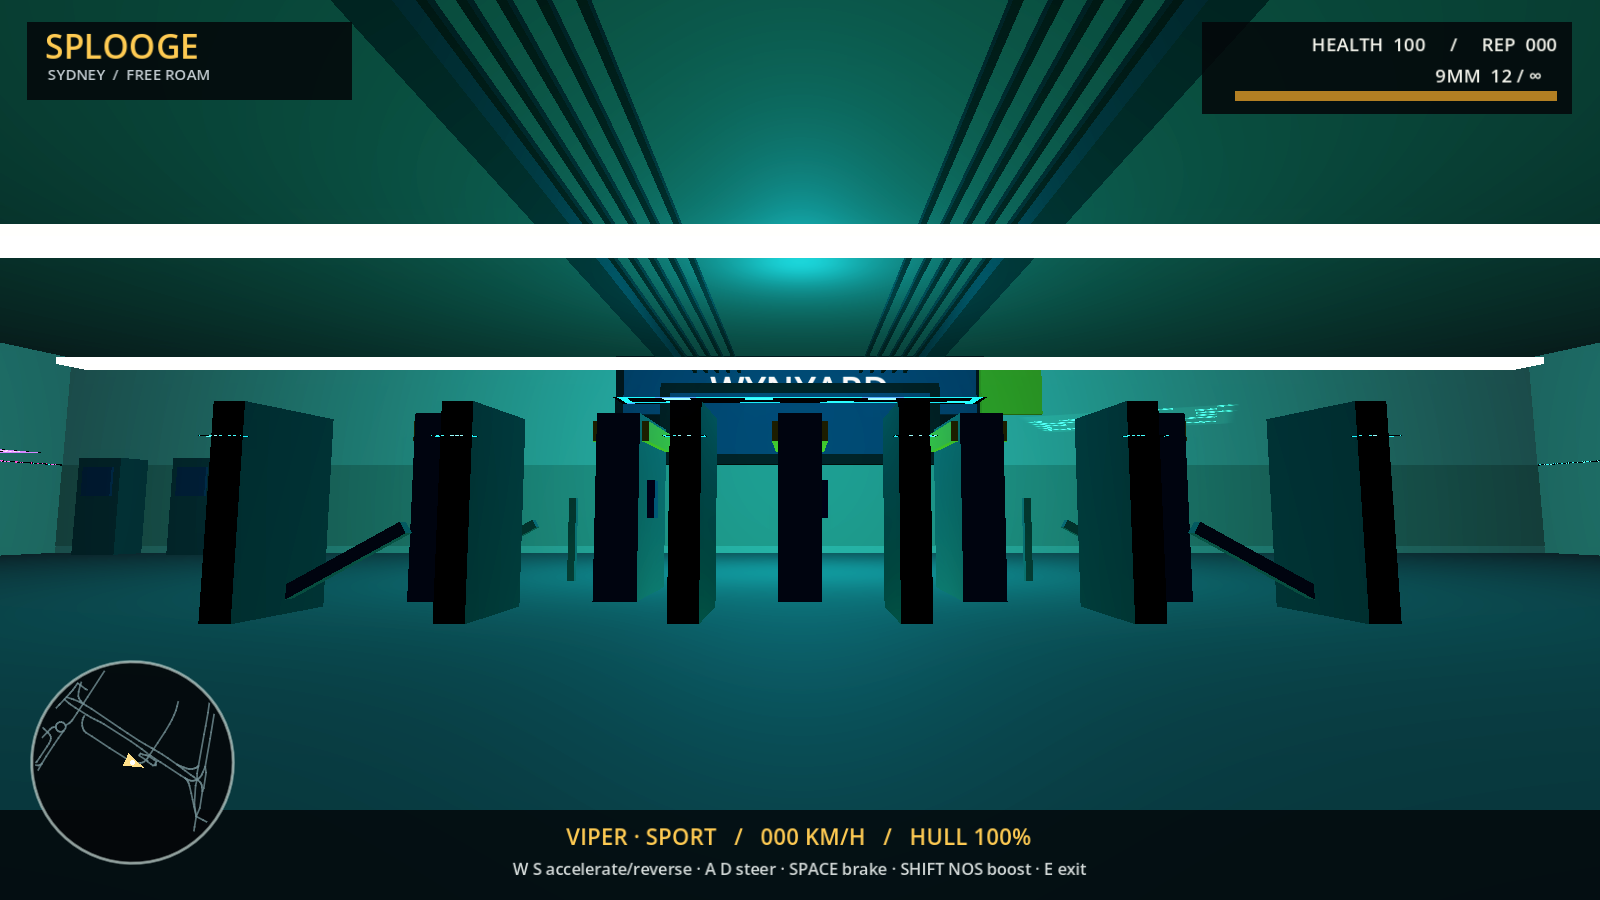 SPLOOGE
SYDNEY / FREE ROAM
HEALTH 100 / REP 000
9MM 12 / ∞
WYNYARD
VIPER · SPORT / 000 KM/H / HULL 100%
W S accelerate/reverse · A D steer · SPACE brake · SHIFT NOS boost · E exit